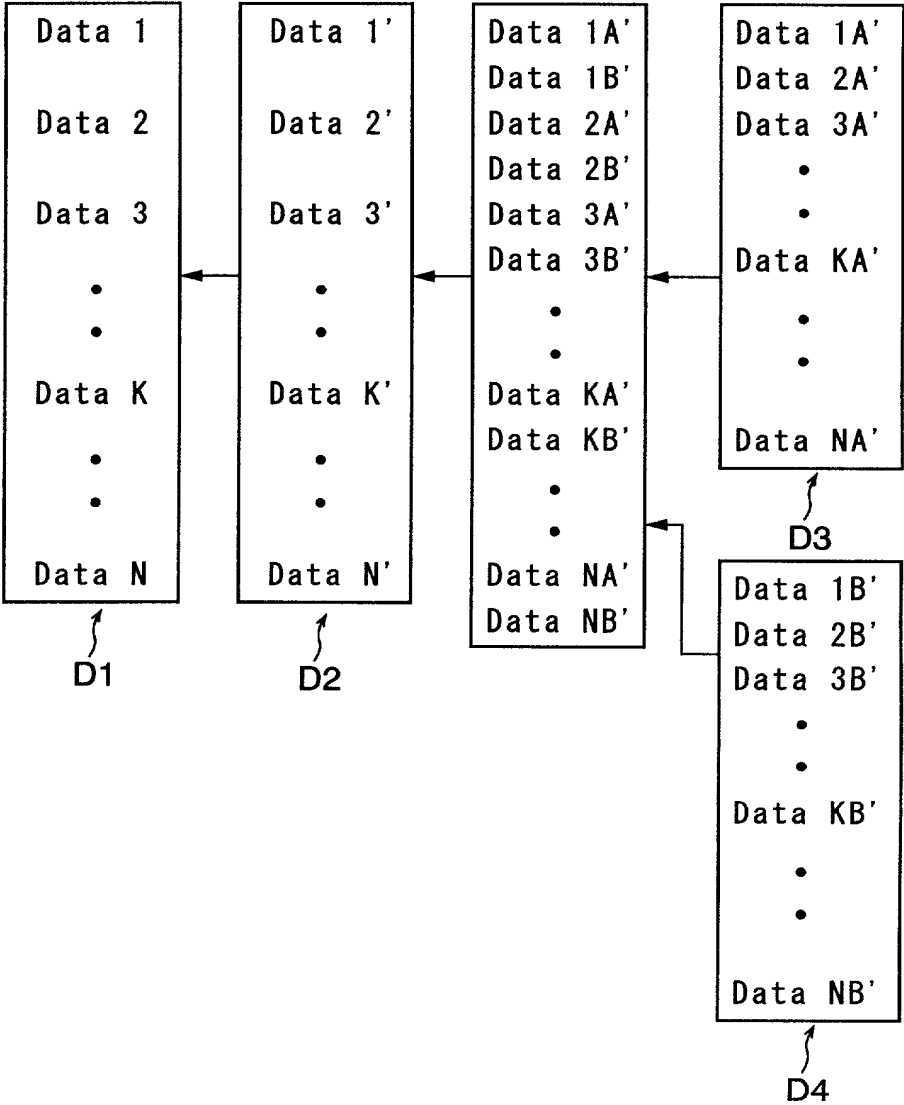 Data 1
Data 2
Data 3
Data K
Data N
D1
Data 1'
Data 2'
Data 3'
Data K'
Data N'
D2
Data 1A'
Data 1B'
Data 2A'
Data 2B'
Data 3A'
Data 3B'
Data KA'
Data KB'
Data NA'
Data NB'
Data 1A'
Data 2A'
Data 3A'
Data KA'
Data NA'
D3
Data 1B'
Data 2B'
Data 3B'
Data KB'
Data NB'
D4